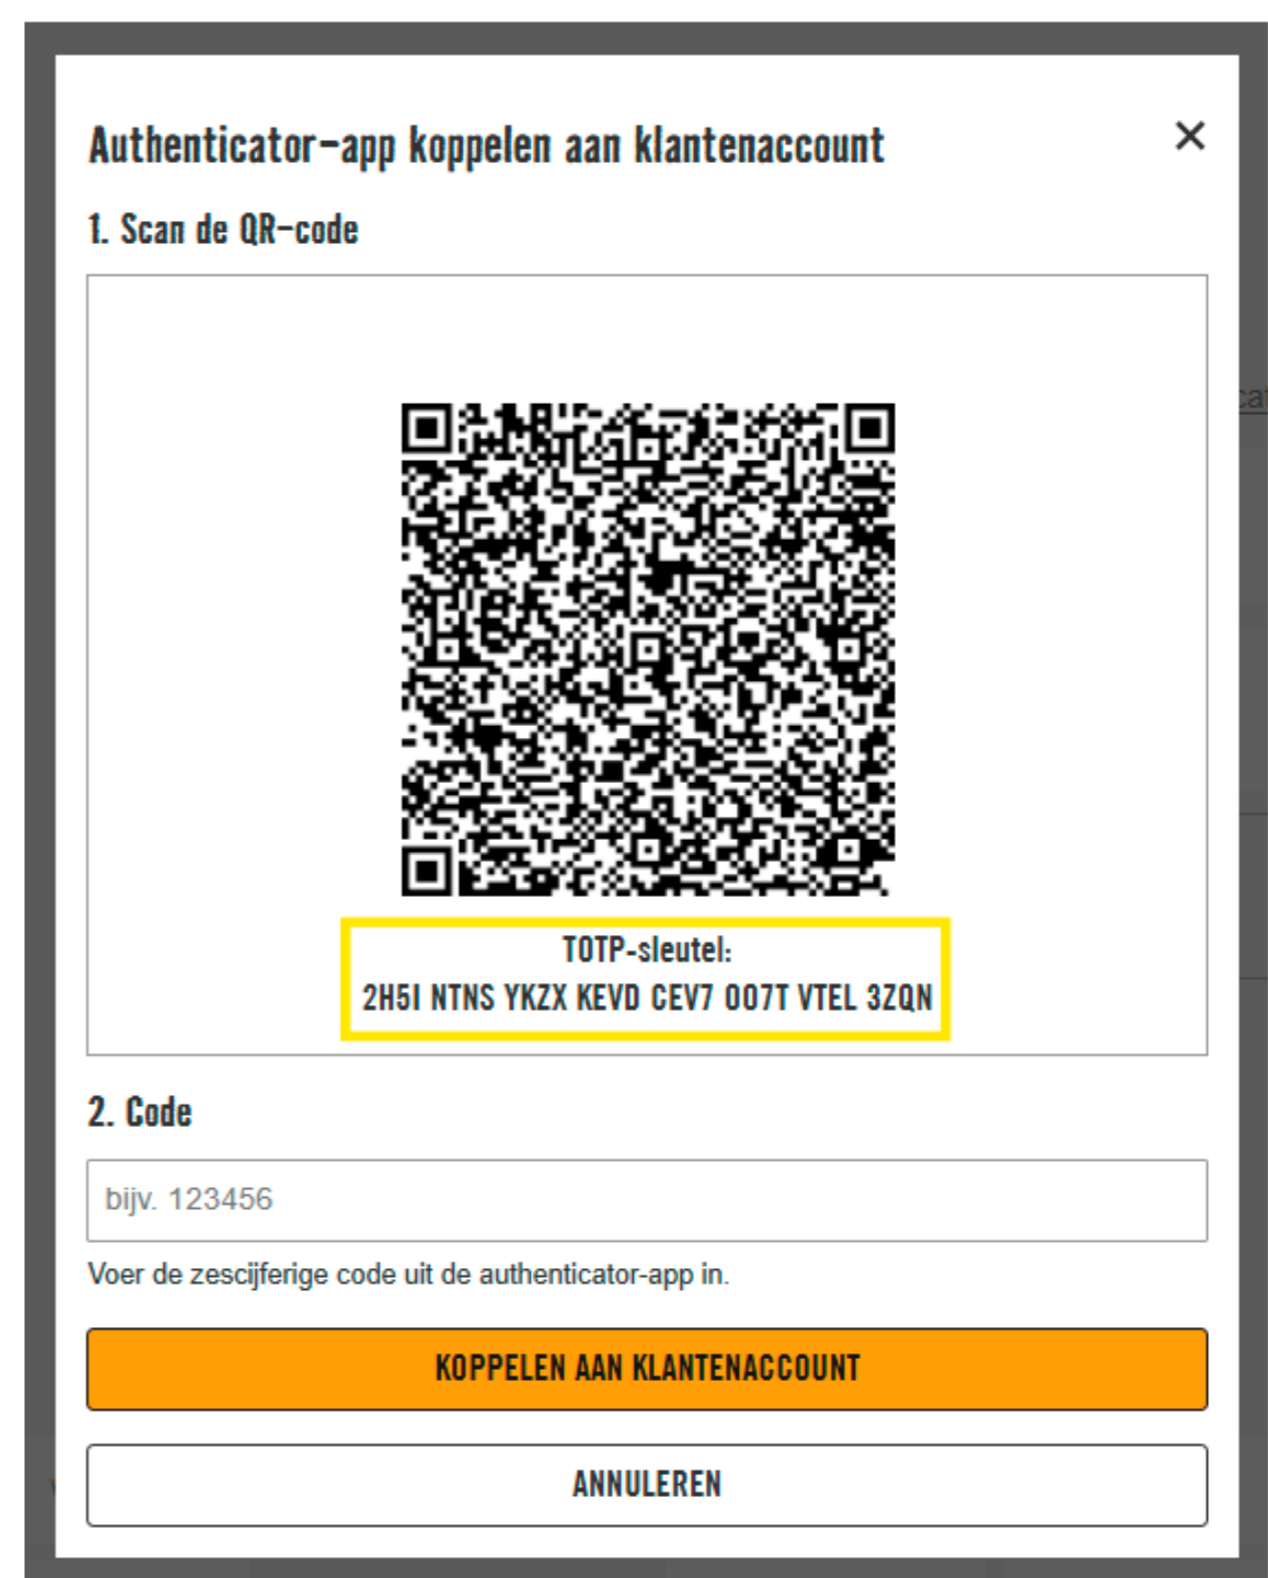 Authenticator-app koppelen aan klantenaccount
1. Scan de QR-code
TOTP-sleutel:
2H5I NTNS YKZX KEVD CEV7 OO7T VTEL 3ZQN
2. Code
bijv. 123456
Voer de zescijferige code uit de authenticator-app in.
KOPPELEN AAN KLANTENACCOUNT
ANNULEREN